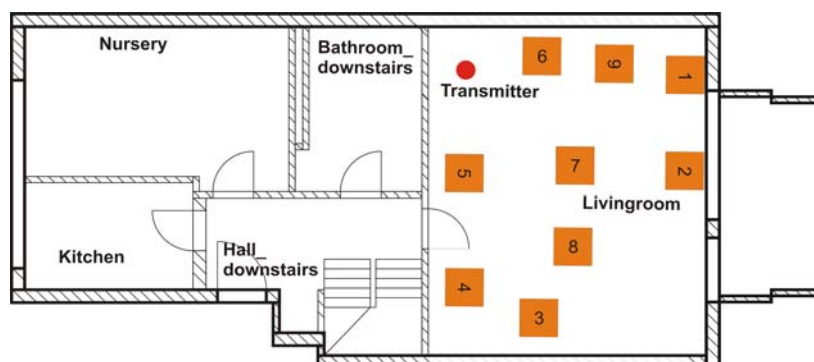 Nursery
Bathroom_
downstairs
Transmitter
6
9
1
5
7
2
Livingroom
Kitchen
Hall_
downstairs
8
4
3